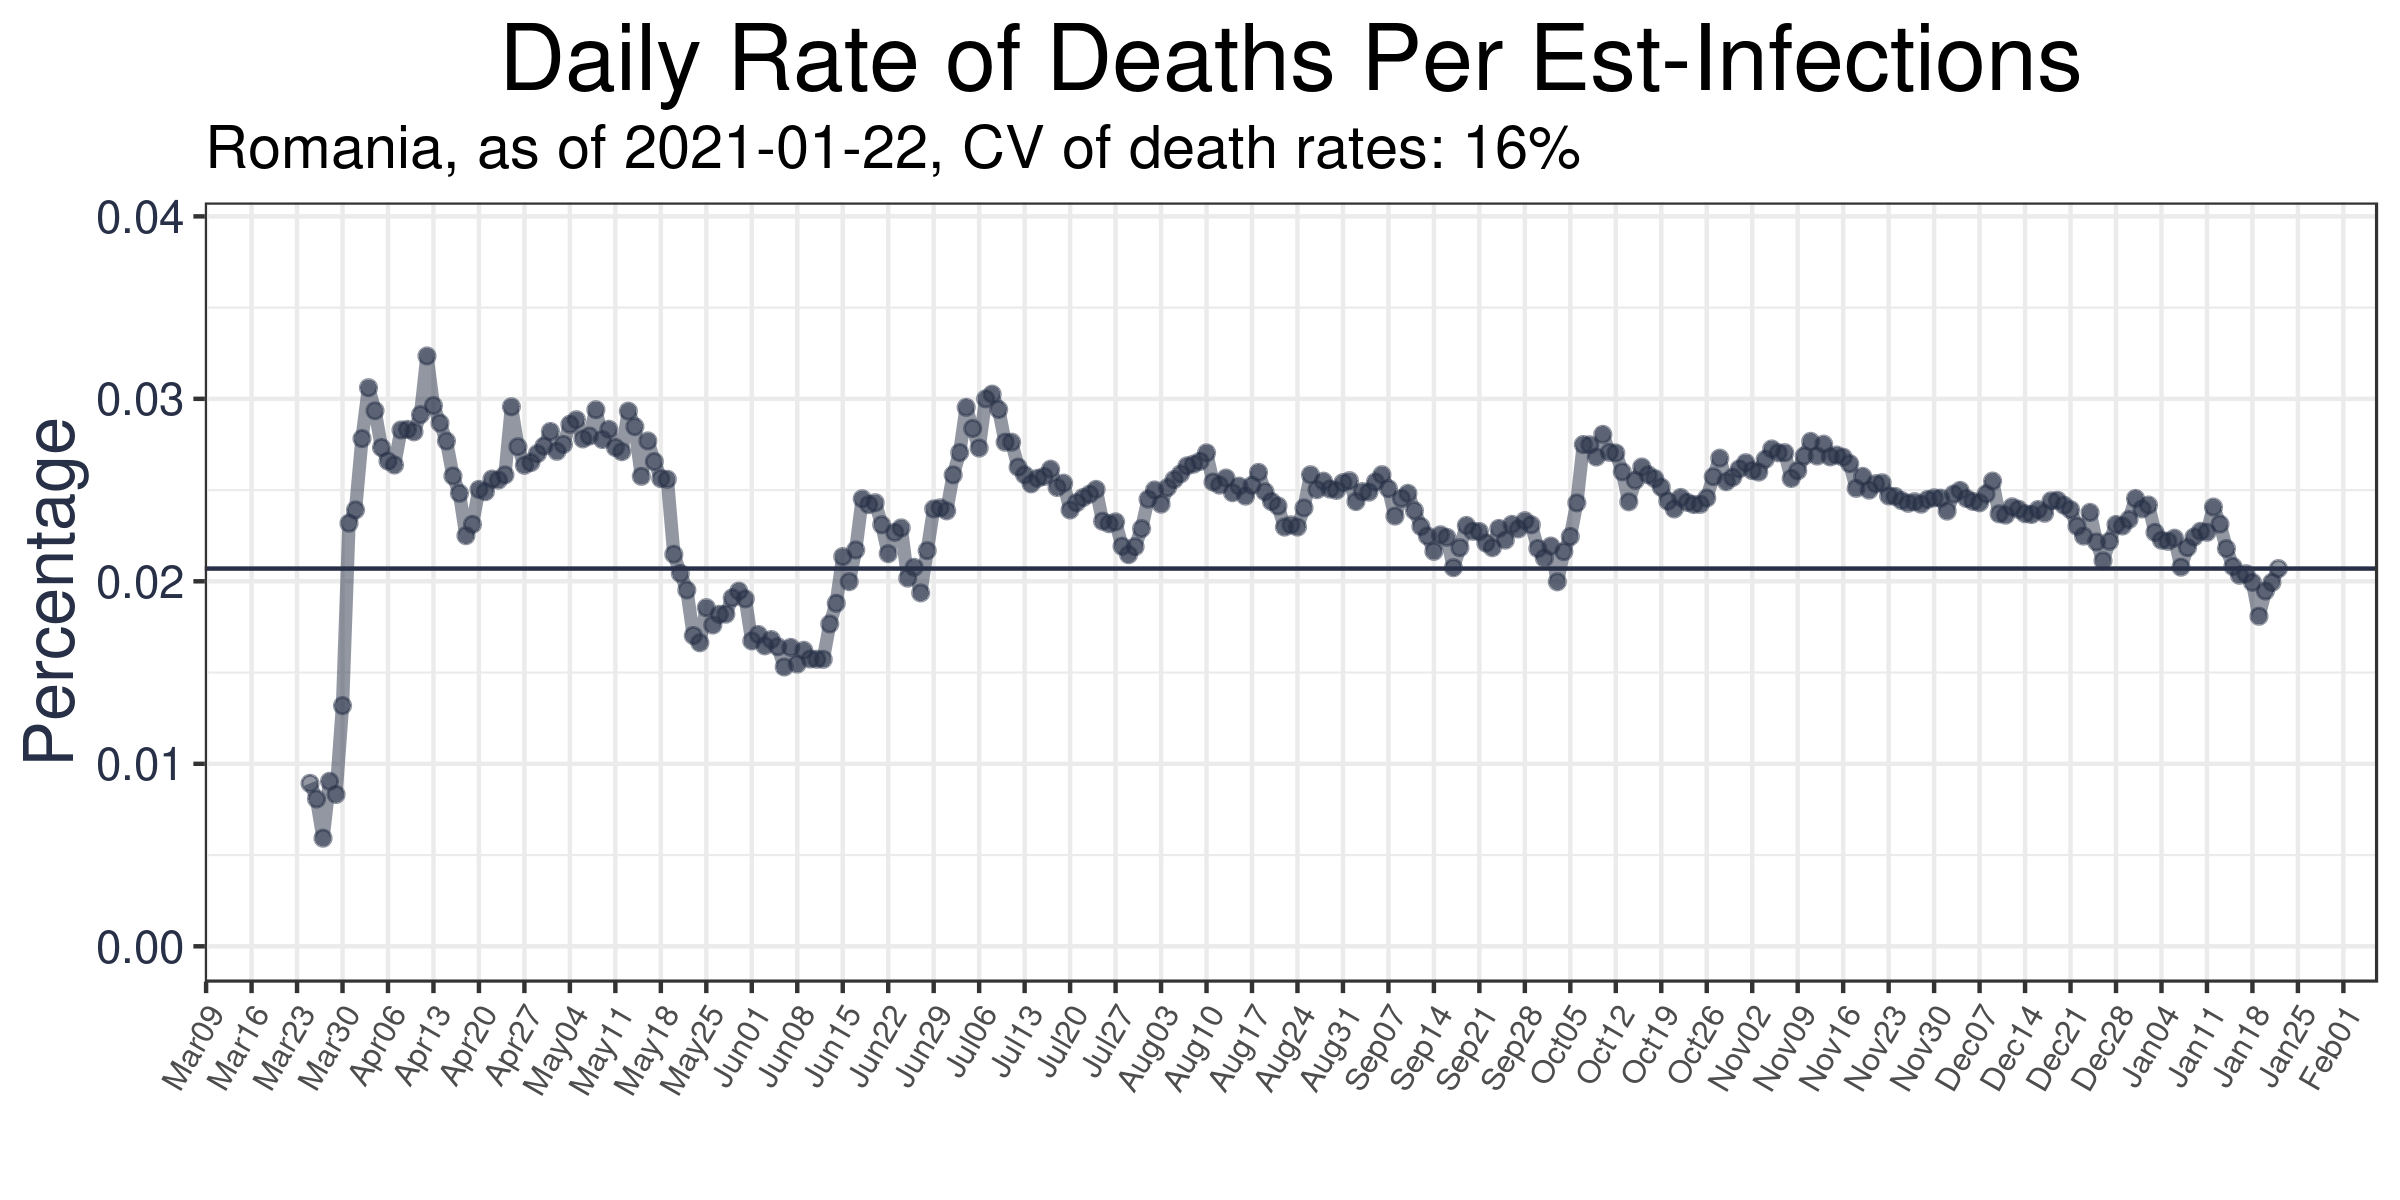 Daily Rate of Deaths Per Est-Infections
Romania, as of 2021-01-22, CV of death rates: 16%
Percentage
0.04
0.03
0.02
0.01
0.00
Mar09
Mar16
Mar23
Mar30
Apr06
Apr13
Apr20
Apr27
May04
May11
May18
May25
Jun01
Jun08
Jun15
Jun22
Jun29
Jul06
Jul13
Jul20
Jul27
Aug03
Aug10
Aug17
Aug24
Aug31
Sep07
Sep14
Sep21
Sep28
Oct05
Oct12
Oct19
Oct26
Nov02
Nov09
Nov16
Nov23
Nov30
Dec07
Dec14
Dec21
Dec28
Jan04
Jan11
Jan18
Jan25
Feb01